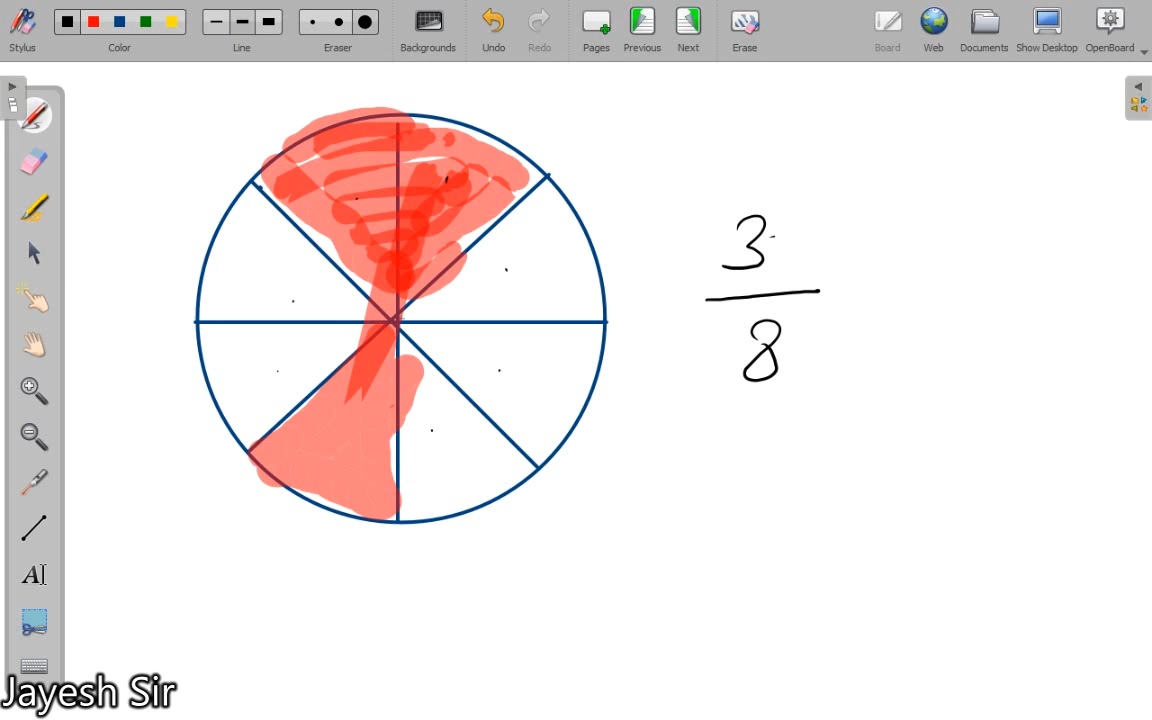 Stylus
Color
Line
Eraser
Backgrounds
Undo
Redo
Pages
Previous
Next
Erase
Board
Web
Documents
Show Desktop
OpenBoard
3
8
A
Jayesh Sir